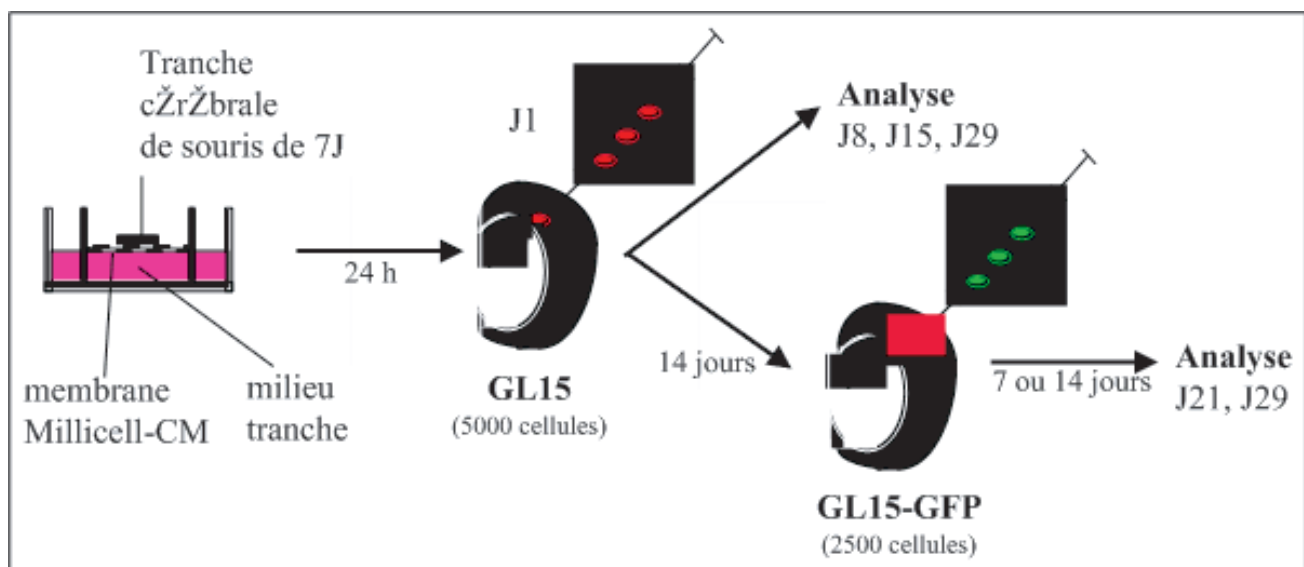 Tranche
cŽrŽbrale
de souris de 7J
membrane
Millicell-CM
milieu
tranche
24 h
J1
GL15
(5000 cellules)
Analyse
J8, J15, J29
14 jours
GL15-GFP
(2500 cellules)
7 ou 14 jours
Analyse
J21, J29